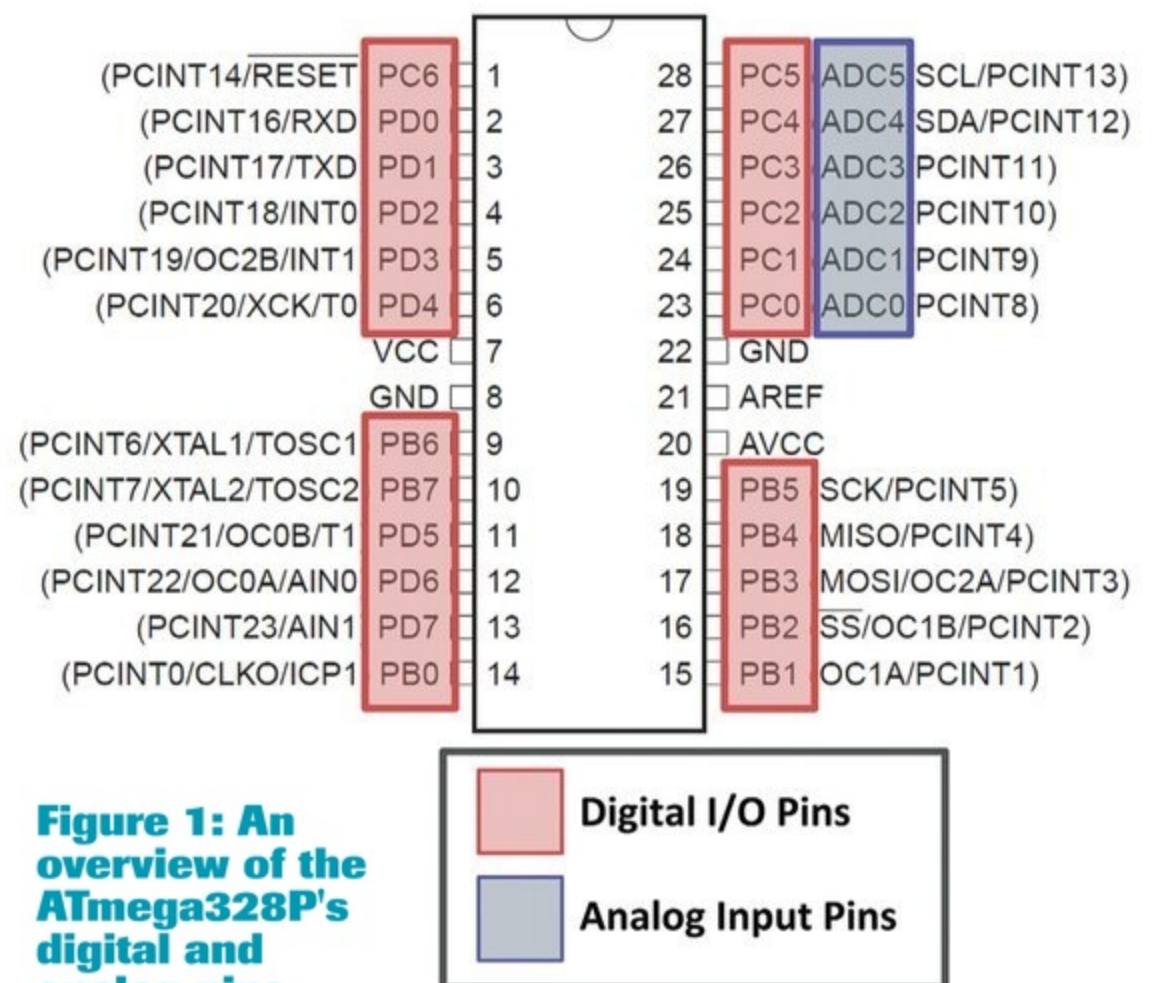 (PCINT14/RESET PC6 1 28 PC5 ADC5 SCL/PCINT13)
(PCINT16/RXD PD0 2 27 PC4 ADC4 SDA/PCINT12)
(PCINT17/TXD PD1 3 26 PC3 ADC3 PCINT11)
(PCINT18/INT0 PD2 4 25 PC2 ADC2 PCINT10)
(PCINT19/OC2B/INT1 PD3 5 24 PC1 ADC1 PCINT9)
(PCINT20/XCK/T0 PD4 6 23 PC0 ADC0 PCINT8)
VCC 7 22 GND
GND 8 21 AREF
(PCINT6/XTAL1/TOSC1 PB6 9 20 AVCC
(PCINT7/XTAL2/TOSC2 PB7 10 19 PB5 SCK/PCINT5)
(PCINT21/OC0B/T1 PD5 11 18 PB4 MISO/PCINT4)
(PCINT22/OC0A/AIN0 PD6 12 17 PB3 MOSI/OC2A/PCINT3)
(PCINT23/AIN1 PD7 13 16 PB2 SS/OC1B/PCINT2)
(PCINT0/CLKO/ICP1 PB0 14 15 PB1 OC1A/PCINT1)
Digital I/O Pins
Analog Input Pins
Figure 1: An
overview of the
ATmega328P's
digital and